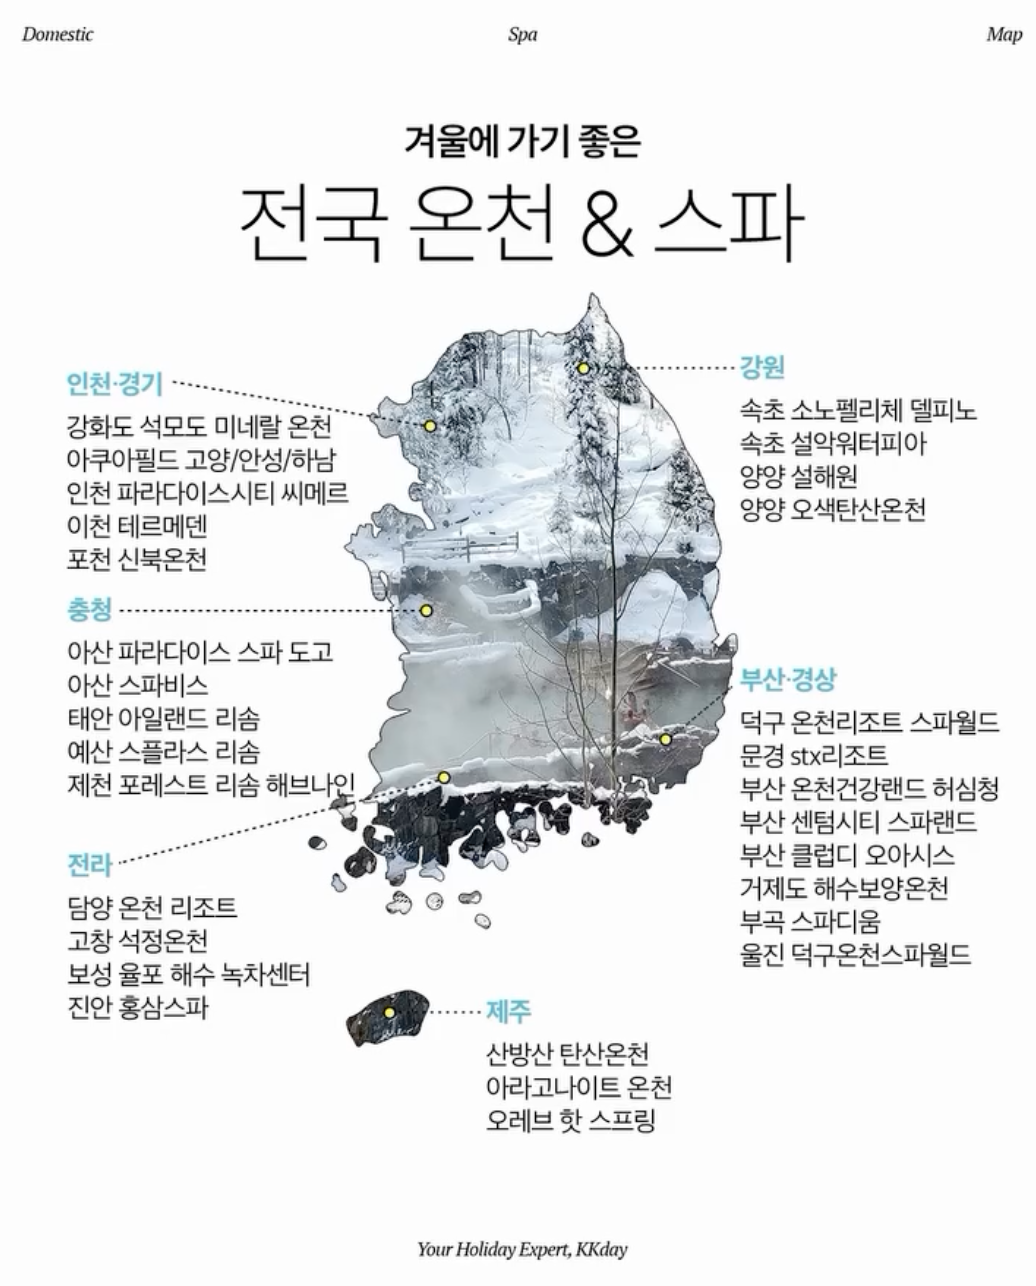 Domestic
Spa
Map
겨울에 가기 좋은
전국 온천 & 스파
인천·경기
강화도 석모도 미네랄 온천
아쿠아필드 고양/안성/하남
인천 파라다이스시티 씨메르
이천 테르메덴
포천 신북온천
강원
속초 소노펠리체 델피노
속초 설악워터피아
양양 설해원
양양 오색탄산온천
충청
아산 파라다이스 스파 도고
아산 스파비스
태안 아일랜드 리솜
예산 스플라스 리솜
제천 포레스트 리솜 해브나인
부산·경상
덕구 온천리조트 스파월드
문경 stx리조트
부산 온천건강랜드 허심청
부산 센텀시티 스파랜드
부산 클럽디 오아시스
거제도 해수보양온천
부곡 스파디움
울진 덕구온천스파월드
전라
담양 온천 리조트
고창 석정온천
보성 율포 해수 녹차센터
진안 홍삼스파
제주
산방산 탄산온천
아라고나이트 온천
오레브 핫 스프링
Your Holiday Expert, KKday